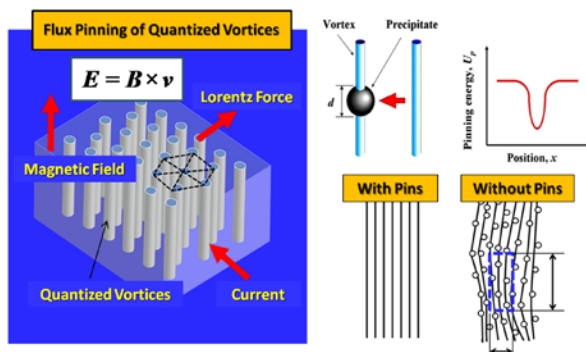 Flux Pinning of Quantized Vortices
E = B × v
Lorentz Force
Magnetic Field
Quantized Vortices
Current
Vortex
Precipitate
d
Pinning energy, Up
Position, x
With Pins
Without Pins